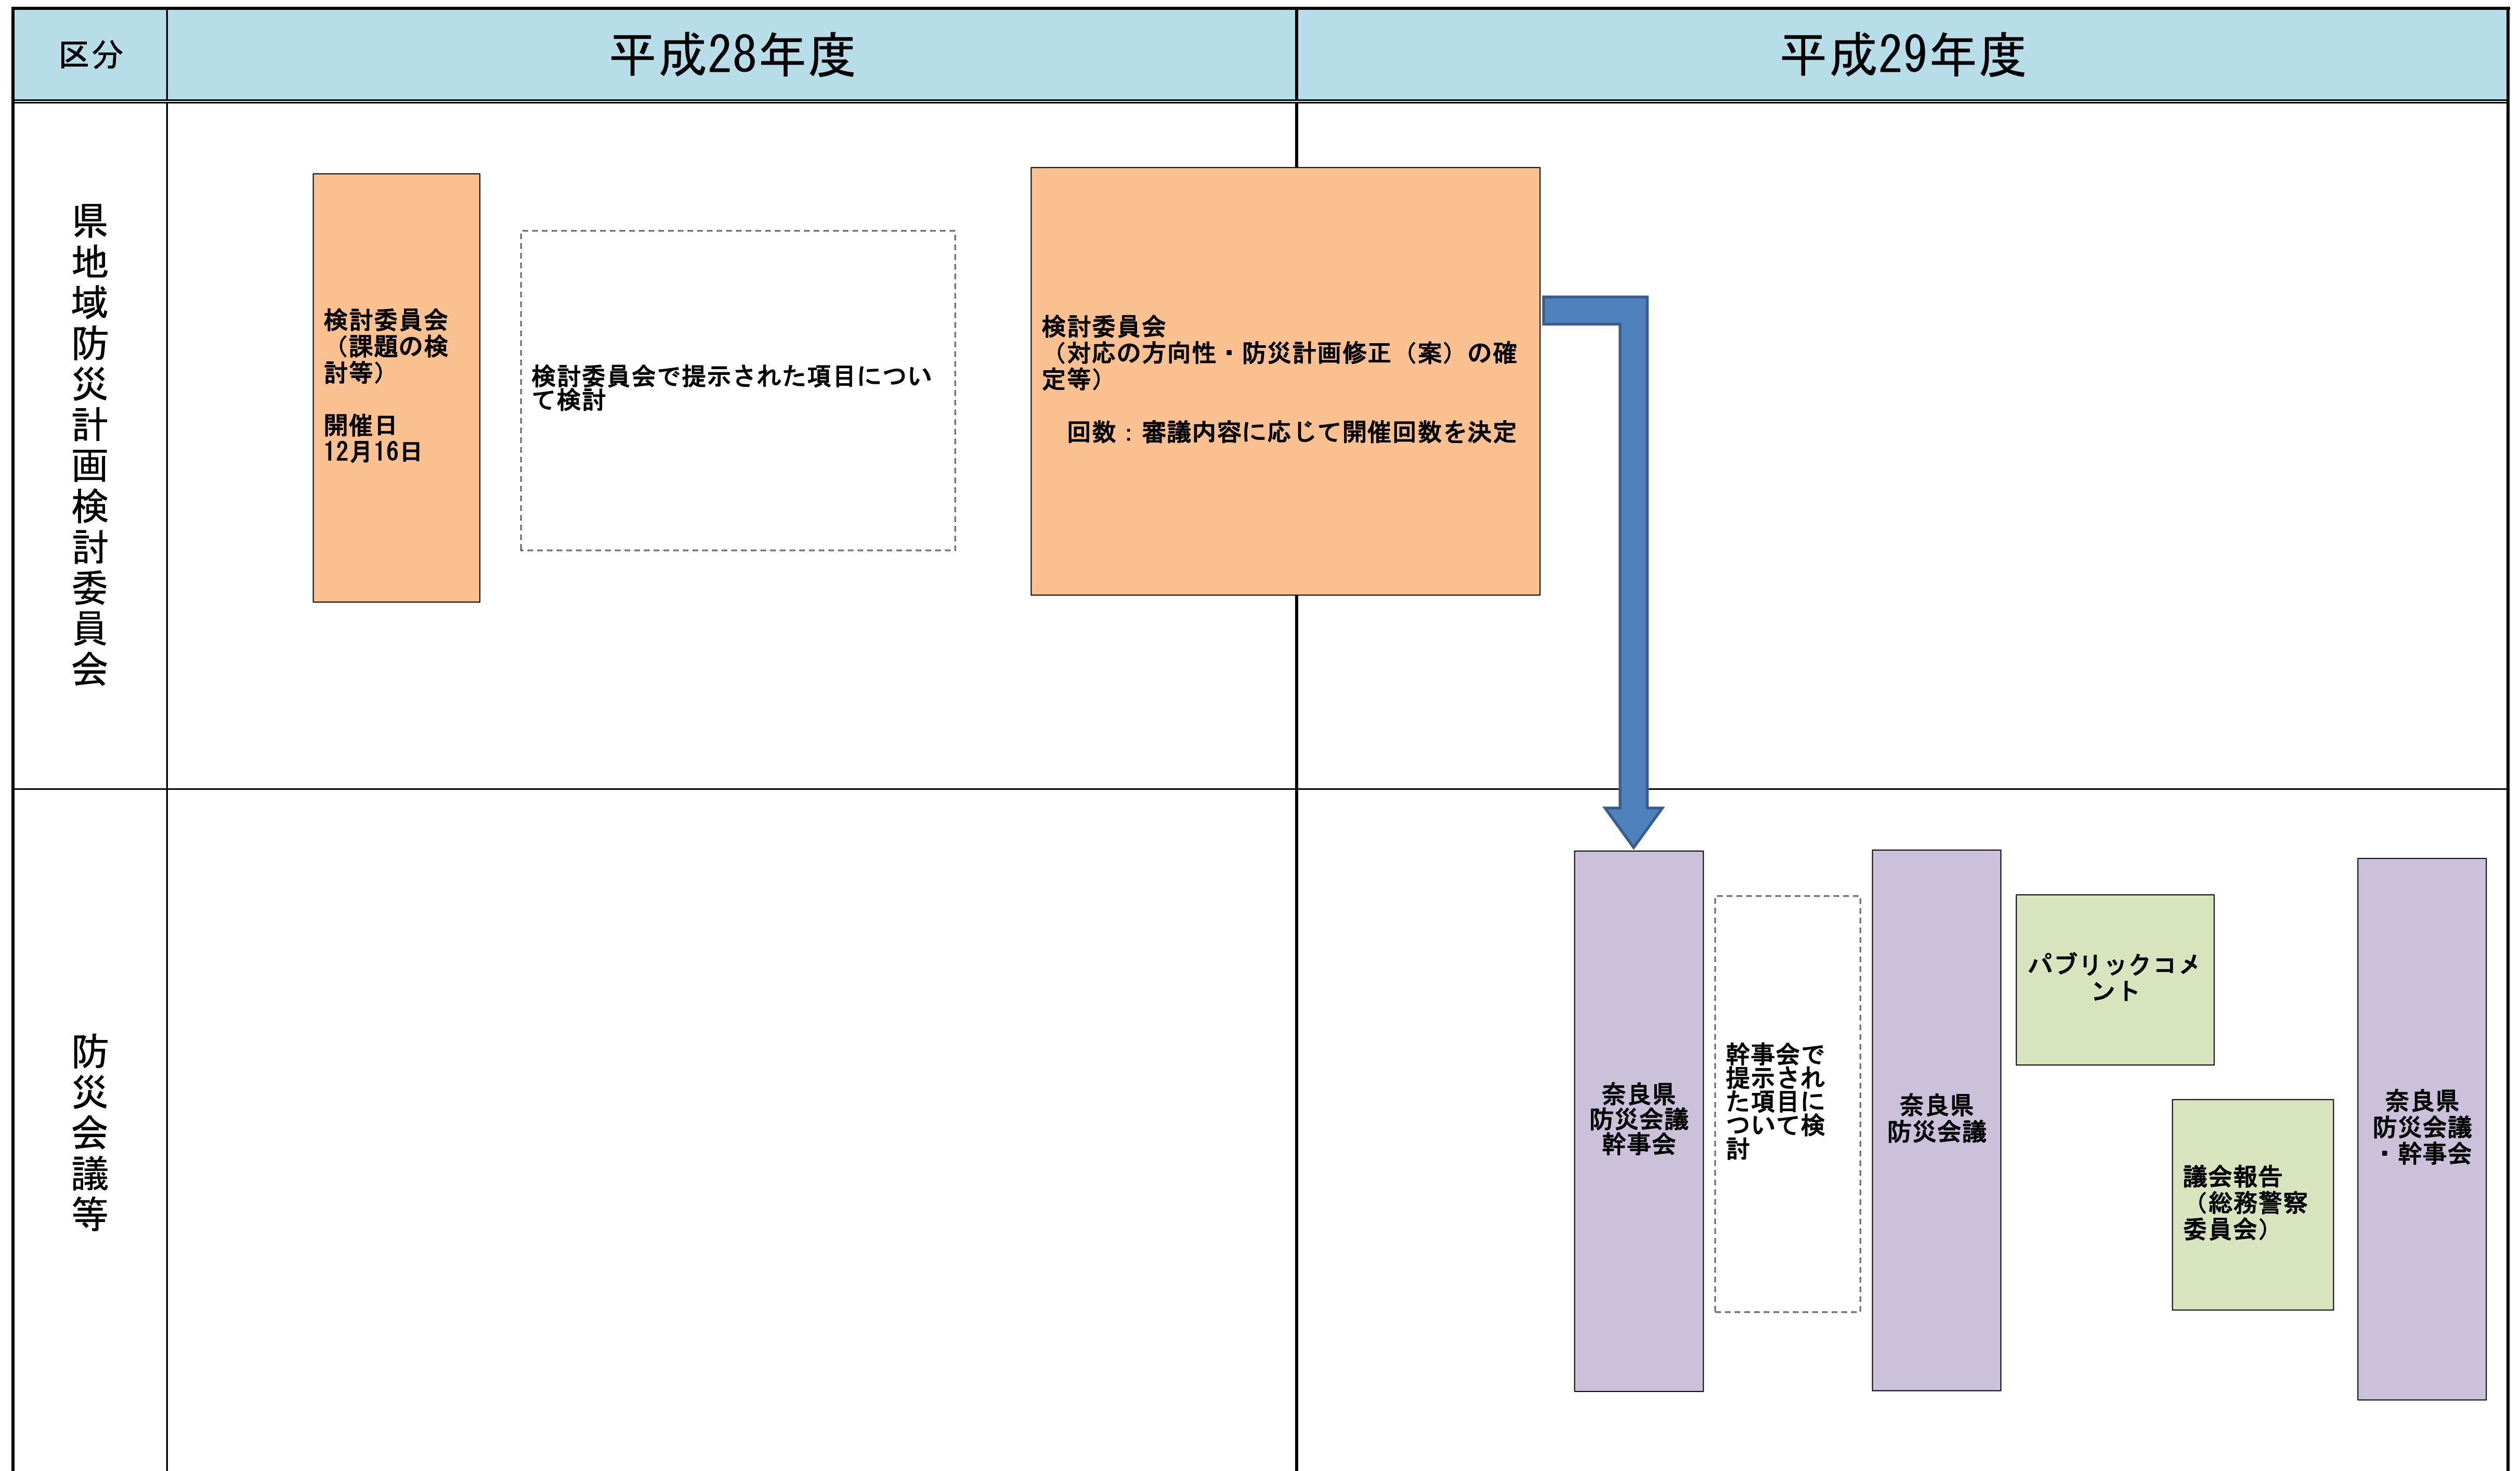 区分
平成28年度
平成29年度
県地域防災計画検討委員会
検討委員会
（課題の検
討等）
開催日
12月16日
検討委員会で提示された項目につい
て検討
検討委員会
（対応の方向性・防災計画修正（案）の確
定等）
回数：審議内容に応じて開催回数を決定
防災会議等
奈良県
防災会議
幹事会
幹事会で
提示され
た項目に
ついて検
討
奈良県
防災会議
パブリックコメ
ント
議会報告
（総務警察
委員会）
奈良県
防災会議
・幹事会